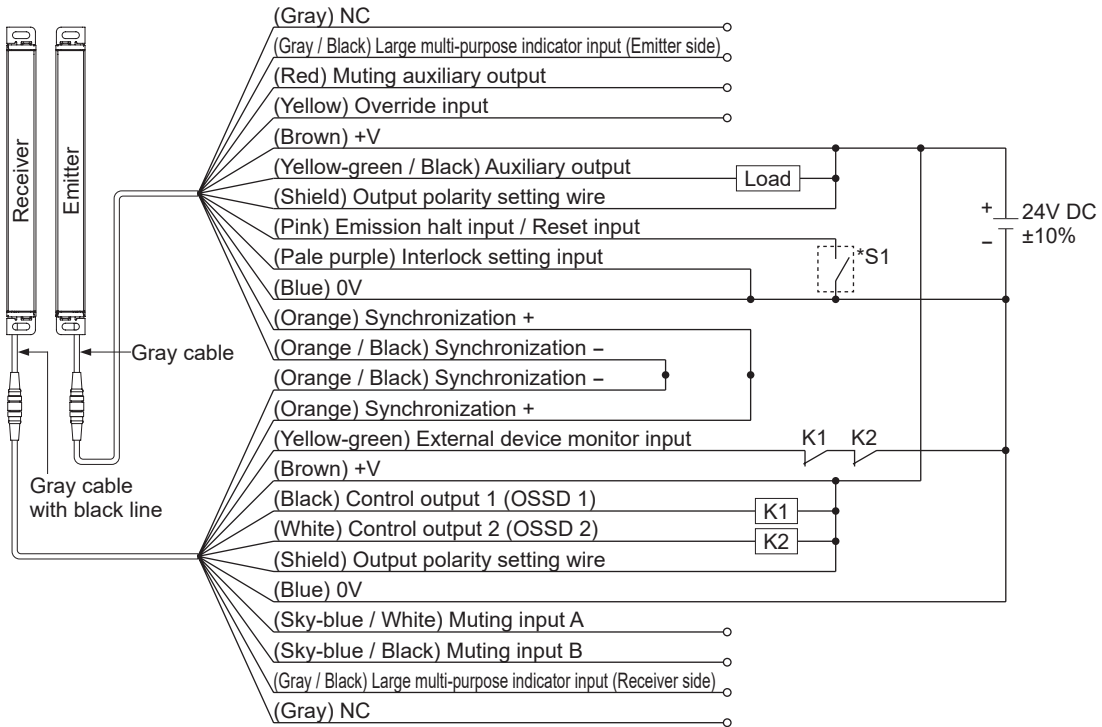 Receiver
Emitter
Gray cable
Gray cable
with black line
(Gray) NC
(Gray / Black) Large multi-purpose indicator input (Emitter side)
(Red) Muting auxiliary output
(Yellow) Override input
(Brown) +V
(Yellow-green / Black) Auxiliary output
Load
(Shield) Output polarity setting wire
(Pink) Emission halt input / Reset input
*S1
(Pale purple) Interlock setting input
(Blue) 0V
+
24V DC
−
±10%
(Orange) Synchronization +
(Orange / Black) Synchronization −
(Orange / Black) Synchronization −
(Orange) Synchronization +
(Yellow-green) External device monitor input
K1 K2
(Brown) +V
(Black) Control output 1 (OSSD 1)
K1
(White) Control output 2 (OSSD 2)
K2
(Shield) Output polarity setting wire
(Blue) 0V
(Sky-blue / White) Muting input A
(Sky-blue / Black) Muting input B
(Gray / Black) Large multi-purpose indicator input (Receiver side)
(Gray) NC